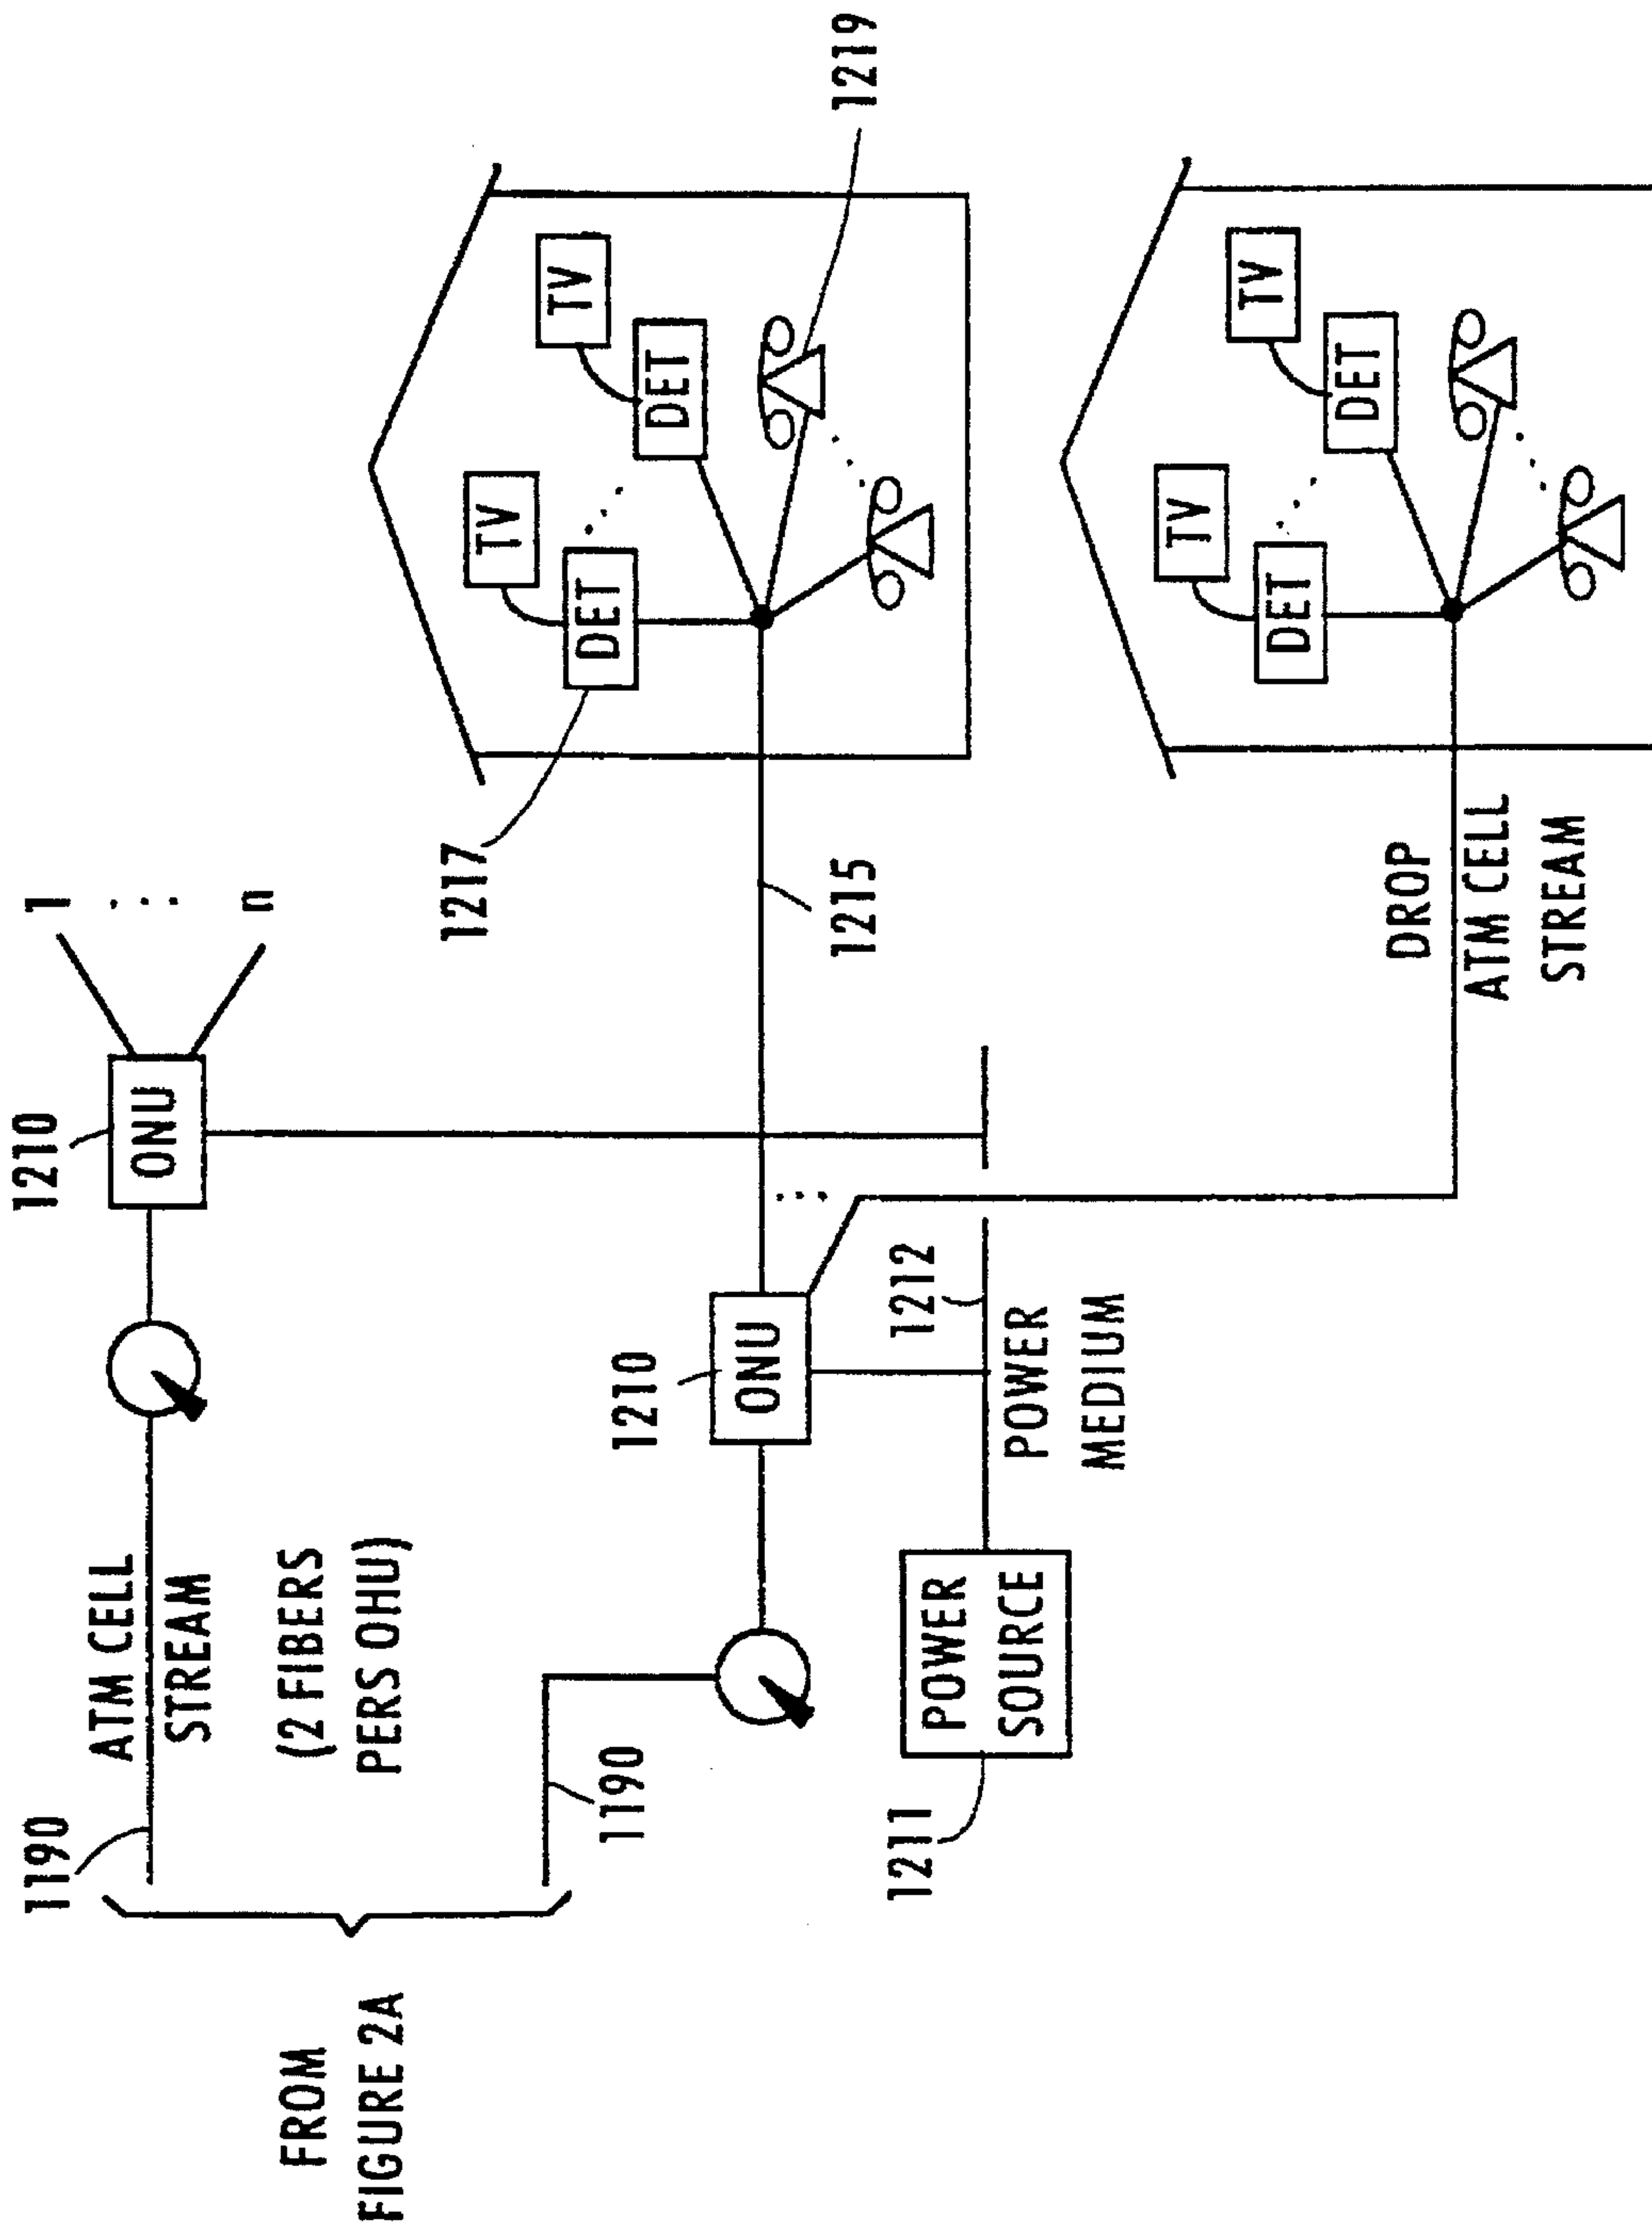 FROM
FIGURE 2A
1190
ATM CELL
STREAM
(2 FIBERS
PERS OHU)
1190
1210
ONU
1
n
1210
ONU
1211
POWER
SOURCE
1212
POWER
MEDIUM
1215
1217
DET
TV
DET
TV
1219
DROP
ATM CELL
STREAM
DET
TV
DET
TV